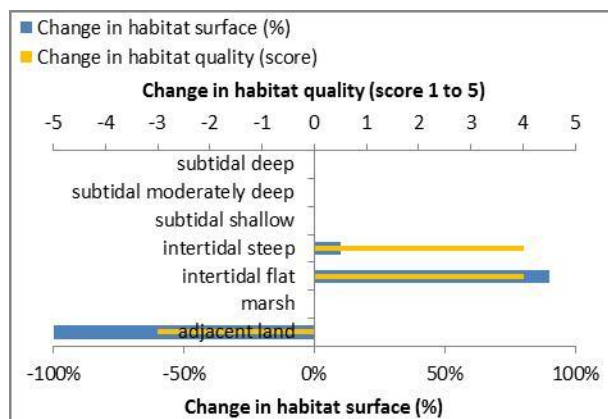 Change in habitat surface (%)
Change in habitat quality (score)
Change in habitat quality (score 1 to 5)
-5 -4 -3 -2 -1 0 1 2 3 4 5
subtidal deep
subtidal moderately deep
subtidal shallow
intertidal steep
intertidal flat
marsh
adjacent land
-100% -50% 0% 50% 100%
Change in habitat surface (%)